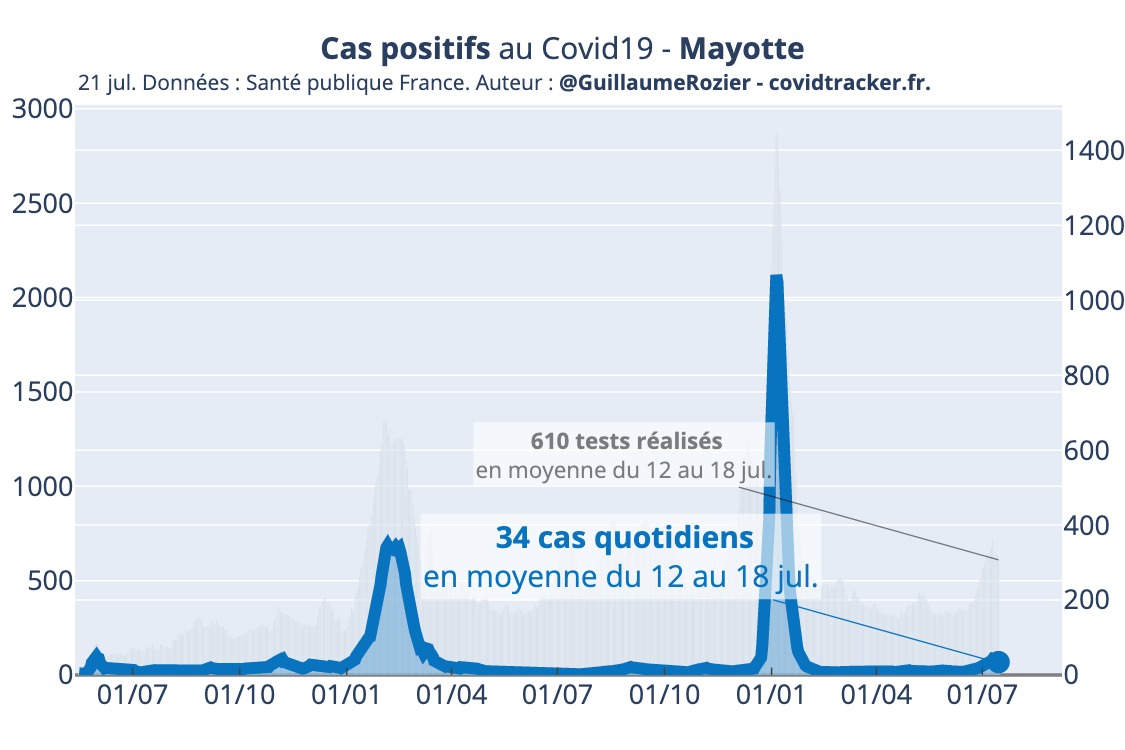 Cas positifs au Covid19 - Mayotte
21 jul. Données : Santé publique France. Auteur : @GuillaumeRozier - covidtracker.fr.
3000
2500
2000
1500
1000
500
0
1400
1200
1000
800
600
400
200
0
610 tests réalisés
en moyenne du 12 au 18 jul.
34 cas quotidiens
en moyenne du 12 au 18 jul.
01/07 01/10 01/01 01/04 01/07 01/10 01/01 01/04 01/07